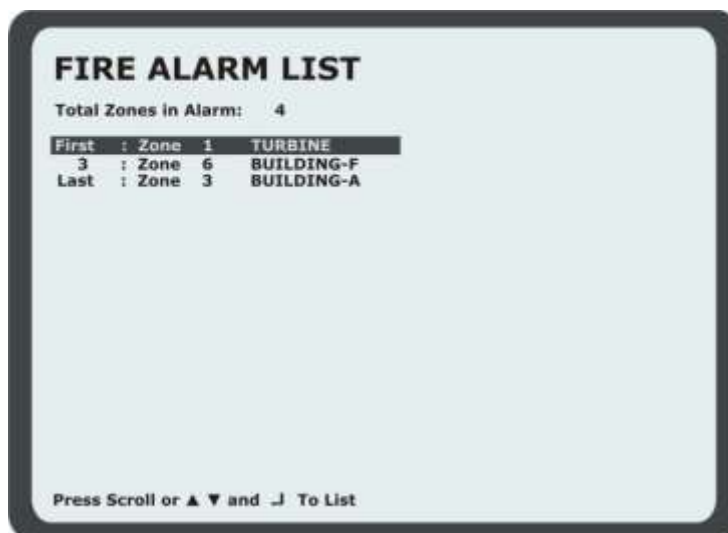 FIRE ALARM LIST
Total Zones in Alarm: 4
First : Zone 1 TURBINE
3 : Zone 6 BUILDING-F
Last : Zone 3 BUILDING-A
Press Scroll or ▲ ▼ and ↵ To List